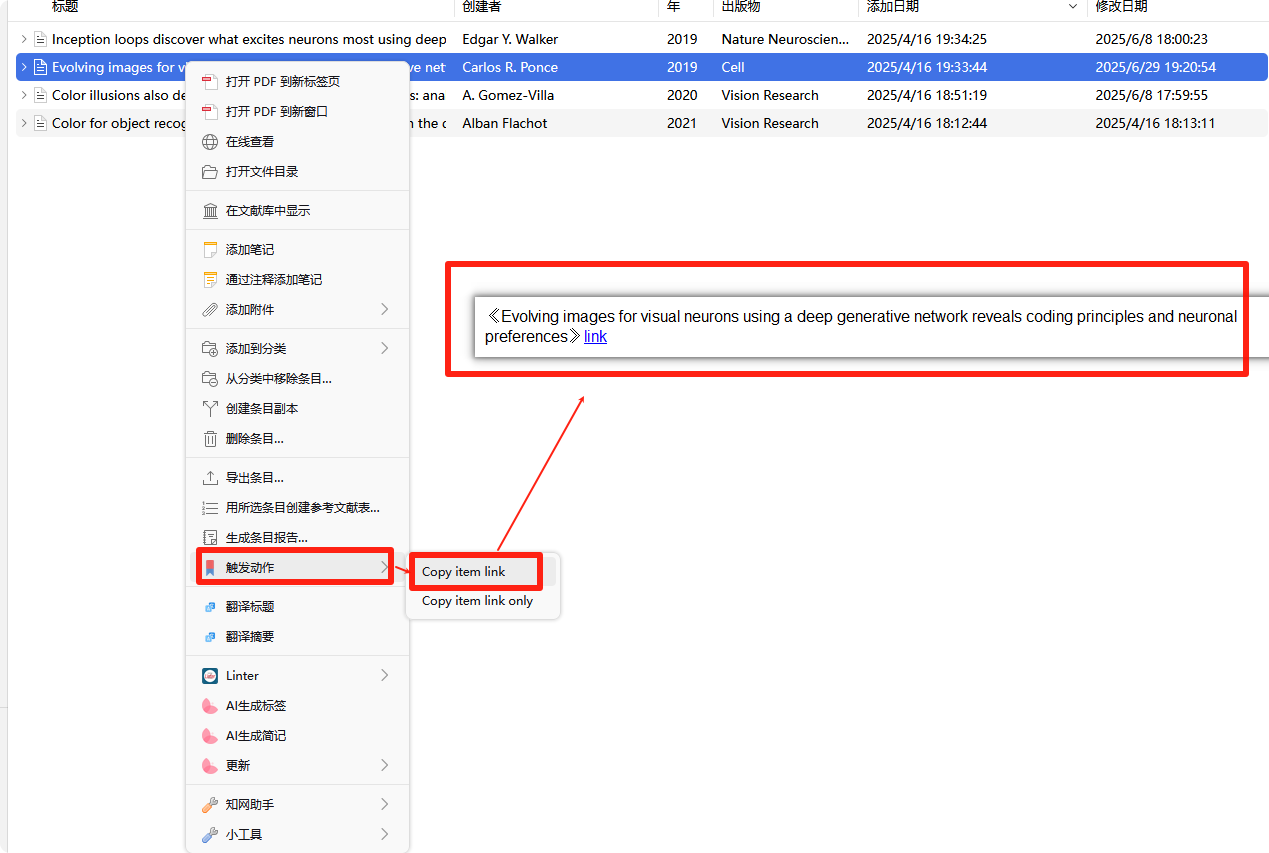 标题 创建者 年 出版物 添加日期 修改日期
Inception loops discover what excites neurons most using deep Edgar Y. Walker 2019 Nature Neuroscien... 2025/4/16 19:34:25 2025/6/8 18:00:23
Evolving images for vi ve net Carlos R. Ponce 2019 Cell 2025/4/16 19:33:44 2025/6/29 19:20:54
Color illusions also de s: ana A. Gomez-Villa 2020 Vision Research 2025/4/16 18:51:19 2025/6/8 17:59:55
Color for object recog n the c Alban Flachot 2021 Vision Research 2025/4/16 18:12:44 2025/4/16 18:13:11
打开 PDF 到新标签页
打开 PDF 到新窗口
在线查看
打开文件目录
在文献库中显示
添加笔记
通过注释添加笔记
添加附件
添加到分类
从分类中移除条目...
创建条目副本
删除条目...
导出条目...
用所选条目创建参考文献表...
生成条目报告...
触发动作
翻译标题
翻译摘要
Linter
AI生成标签
AI生成简记
更新
知网助手
小工具
Copy item link
Copy item link only
《Evolving images for visual neurons using a deep generative network reveals coding principles and neuronal
preferences》 link